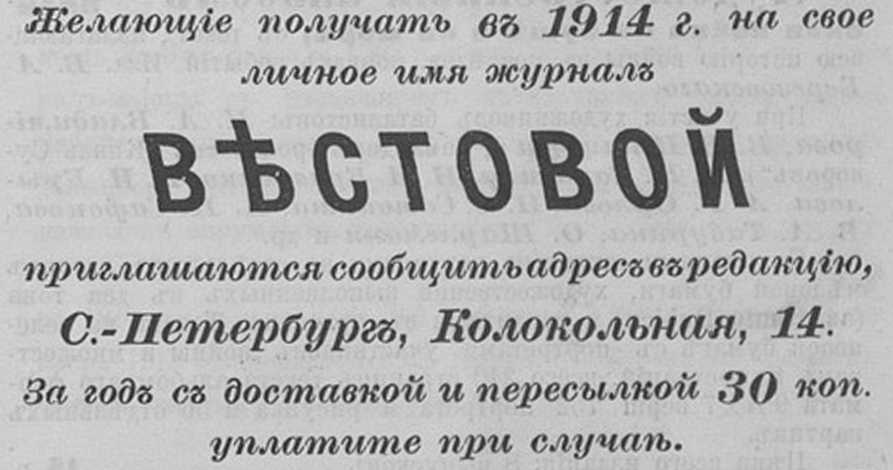 Желающіе получать въ 1914 г. на свое
личное имя журналъ
ВѢСТОВОЙ
приглашаются сообщить адресъ въ редакцію,
С.-Петербургъ, Колокольная, 14.
За годъ съ доставкой и пересылкой 30 коп.
уплатите при случаѣ.